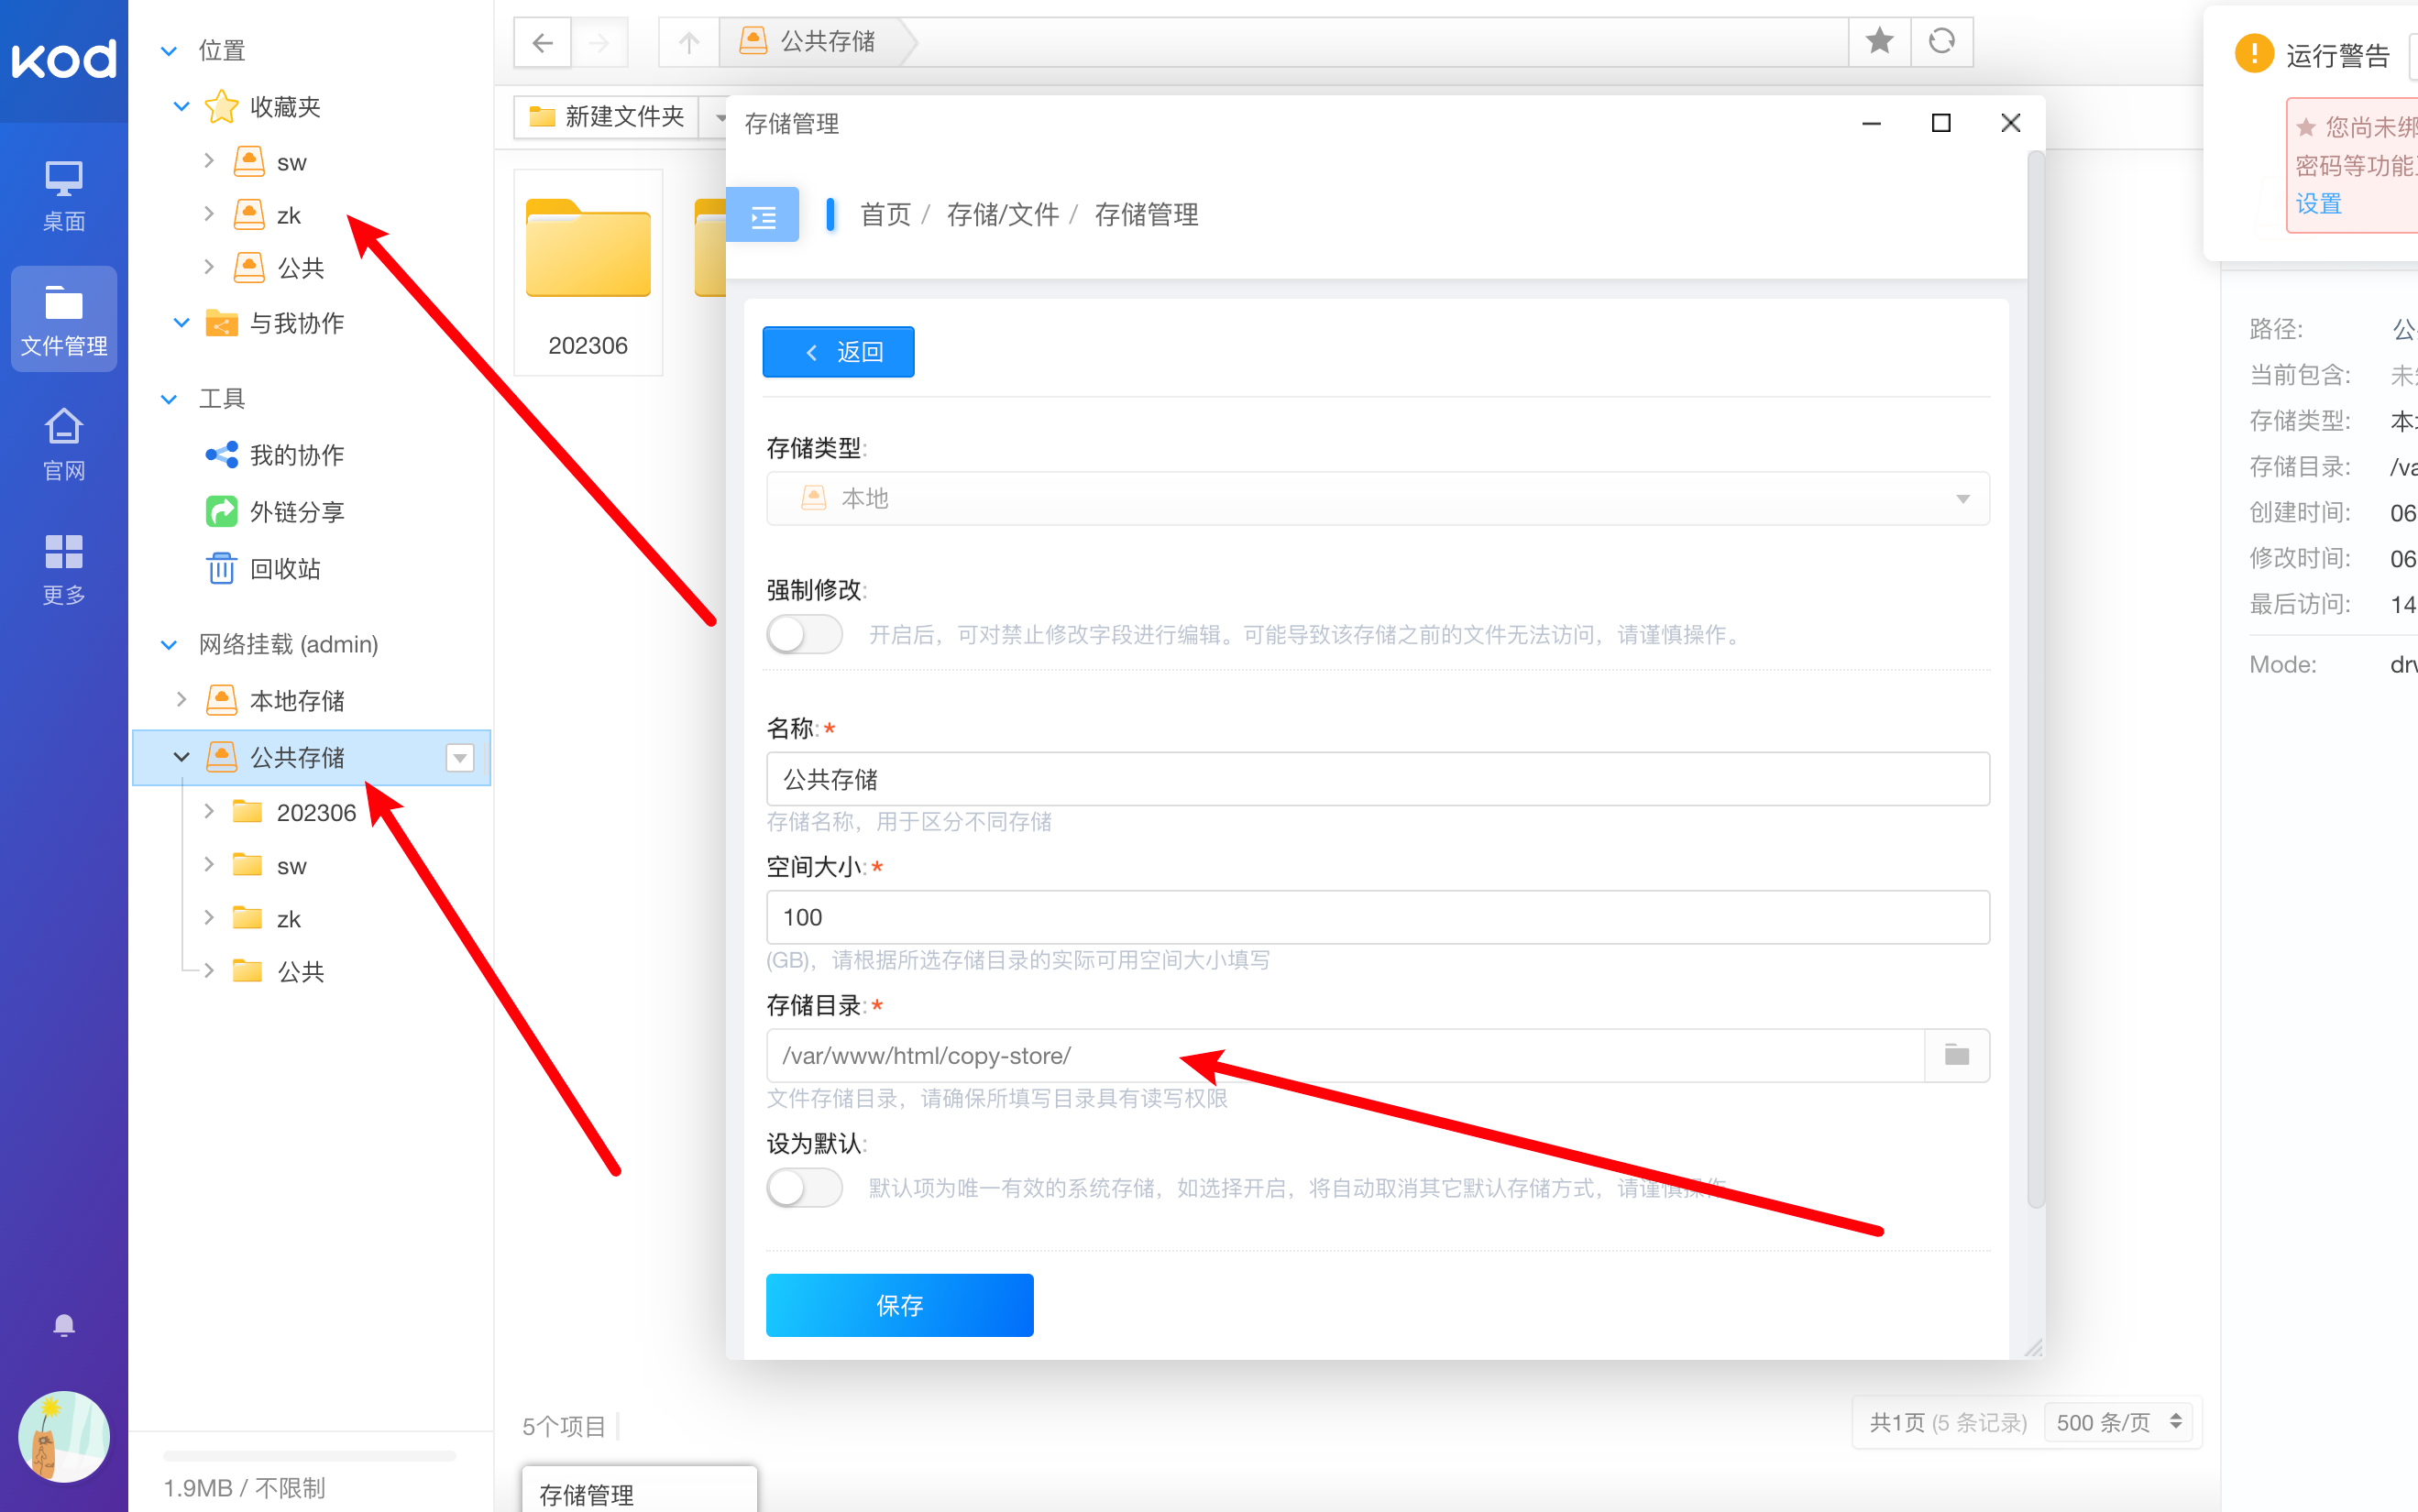 kod
桌面
文件管理
官网
更多
位置
收藏夹
sw
zk
公共
与我协作
工具
我的协作
外链分享
回收站
网络挂载 (admin)
本地存储
公共存储
202306
sw
zk
公共
1.9MB / 不限制
公共存储
新建文件夹
202306
5个项目
共1页 (5 条记录)
500 条/页
存储管理
存储管理
首页 / 存储/文件 / 存储管理
返回
存储类型:
本地
强制修改:
开启后，可对禁止修改字段进行编辑。可能导致该存储之前的文件无法访问，请谨慎操作。
名称:*
公共存储
存储名称，用于区分不同存储
空间大小:*
100
(GB)，请根据所选存储目录的实际可用空间大小填写
存储目录:*
/var/www/html/copy-store/
文件存储目录，请确保所填写目录具有读写权限
设为默认:
默认项为唯一有效的系统存储，如选择开启，将自动取消其它默认存储方式，请谨慎操作
保存
运行警告
您尚未绑
密码等功能
设置
路径: 公
当前包含: 未
存储类型: 本
存储目录: /va
创建时间: 06
修改时间: 06
最后访问: 14
Mode: drw